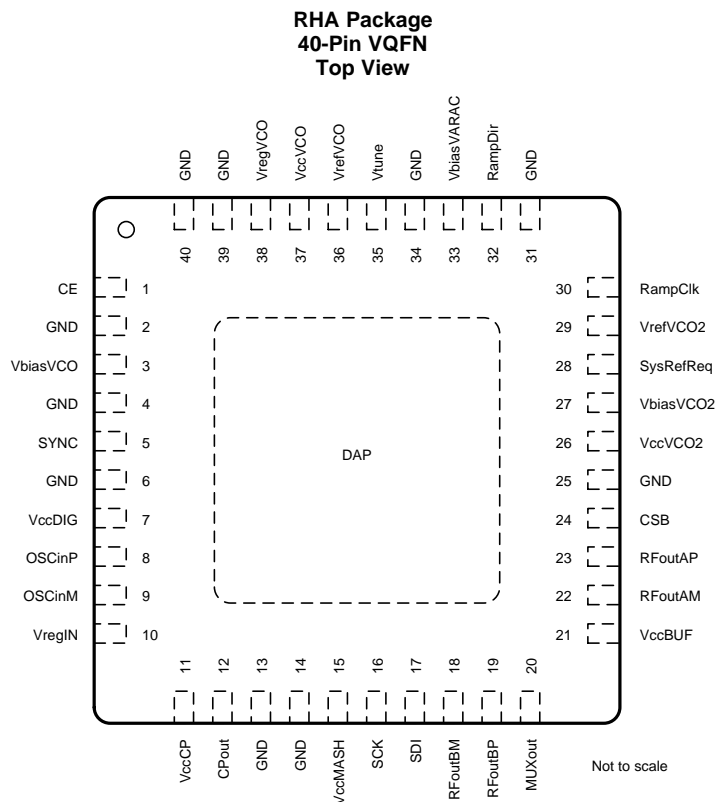 RHA Package
40-Pin VQFN
Top View
GND
GND
VregVCO
VccVCO
VrefVCO
Vtune
GND
VbiasVARAC
RampDir
GND
40
39
38
37
36
35
34
33
32
31
CE 1
GND 2
VbiasVCO 3
GND 4
SYNC 5
GND 6
VccDIG 7
OSCinP 8
OSCinM 9
VregIN 10
DAP
30 RampClk
29 VrefVCO2
28 SysRefReq
27 VbiasVCO2
26 VccVCO2
25 GND
24 CSB
23 RFoutAP
22 RFoutAM
21 VccBUF
11
12
13
14
15
16
17
18
19
20
VccCP
CPout
GND
GND
VccMASH
SCK
SDI
RFoutBM
RFoutBP
MUXout
Not to scale